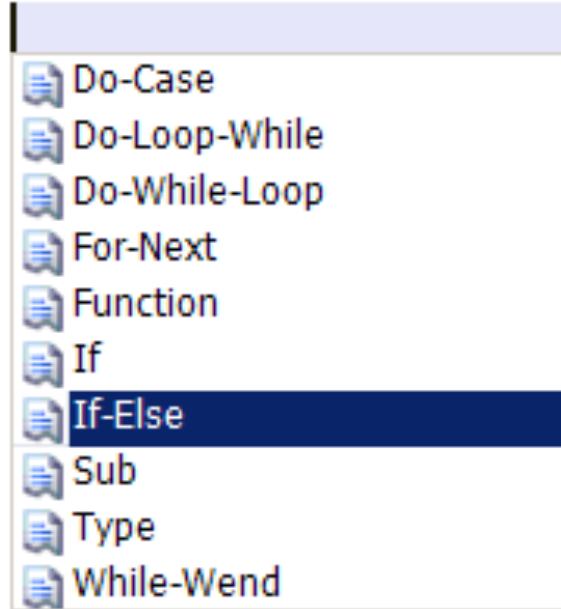 Do-Case
Do-Loop-While
Do-While-Loop
For-Next
Function
If
If-Else
Sub
Type
While-Wend